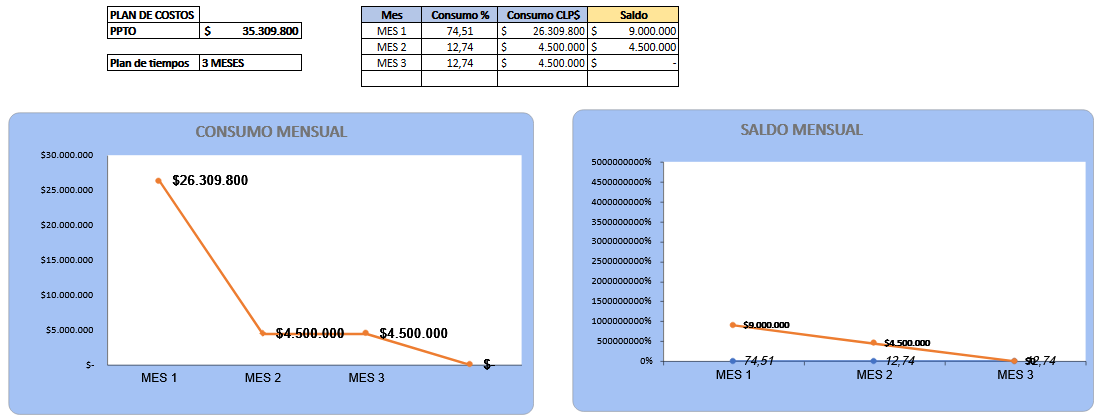 PLAN DE COSTOS
PPTO $ 35.309.800
Plan de tiempos 3 MESES
Mes Consumo % Consumo CLP$ Saldo
MES 1 74,51 $ 26.309.800 $ 9.000.000
MES 2 12,74 $ 4.500.000 $ 4.500.000
MES 3 12,74 $ 4.500.000 $ -
CONSUMO MENSUAL
$30.000.000
$25.000.000
$20.000.000
$15.000.000
$10.000.000
$5.000.000
$-
$26.309.800
$4.500.000
$4.500.000
$-
MES 1 MES 2 MES 3
SALDO MENSUAL
5000000000%
4500000000%
4000000000%
3500000000%
3000000000%
2500000000%
2000000000%
1500000000%
1000000000%
500000000%
0%
$9.000.000
$4.500.000
$0
74,51 12,74 12,74
MES 1 MES 2 MES 3